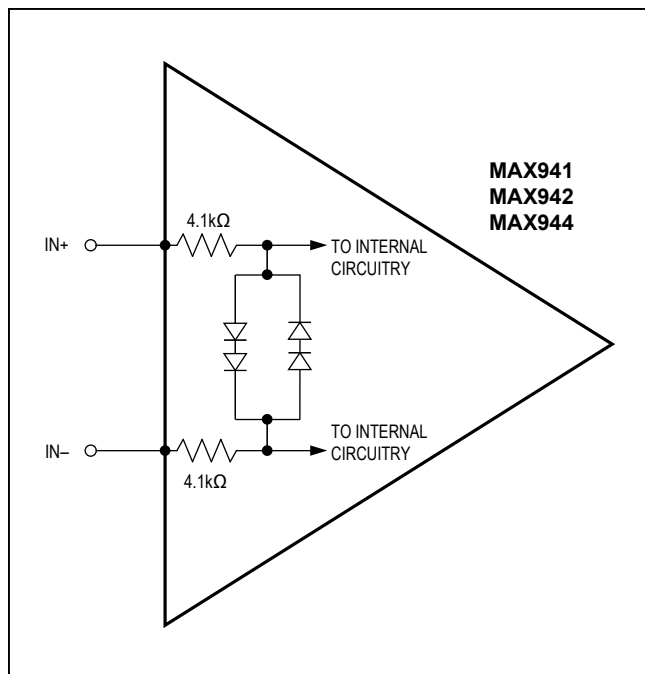 MAX941
MAX942
MAX944
4.1kΩ
IN+
TO INTERNAL
CIRCUITRY
TO INTERNAL
CIRCUITRY
IN–
4.1kΩ